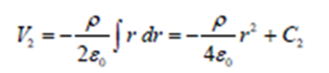 V₂ = −ρ/(2ε₀) ∫ r dr = −ρ/(4ε₀) r² + C₂